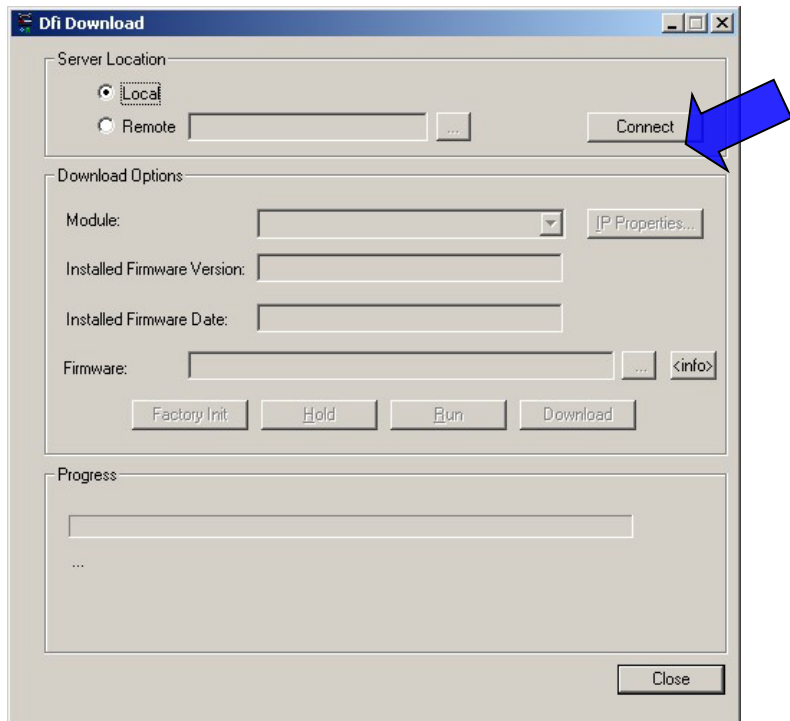 Dfi Download
Server Location
Local
Remote ... Connect
Download Options
Module: IP Properties...
Installed Firmware Version:
Installed Firmware Date:
Firmware: ... <info>
Factory Init Hold Run Download
Progress
...
Close